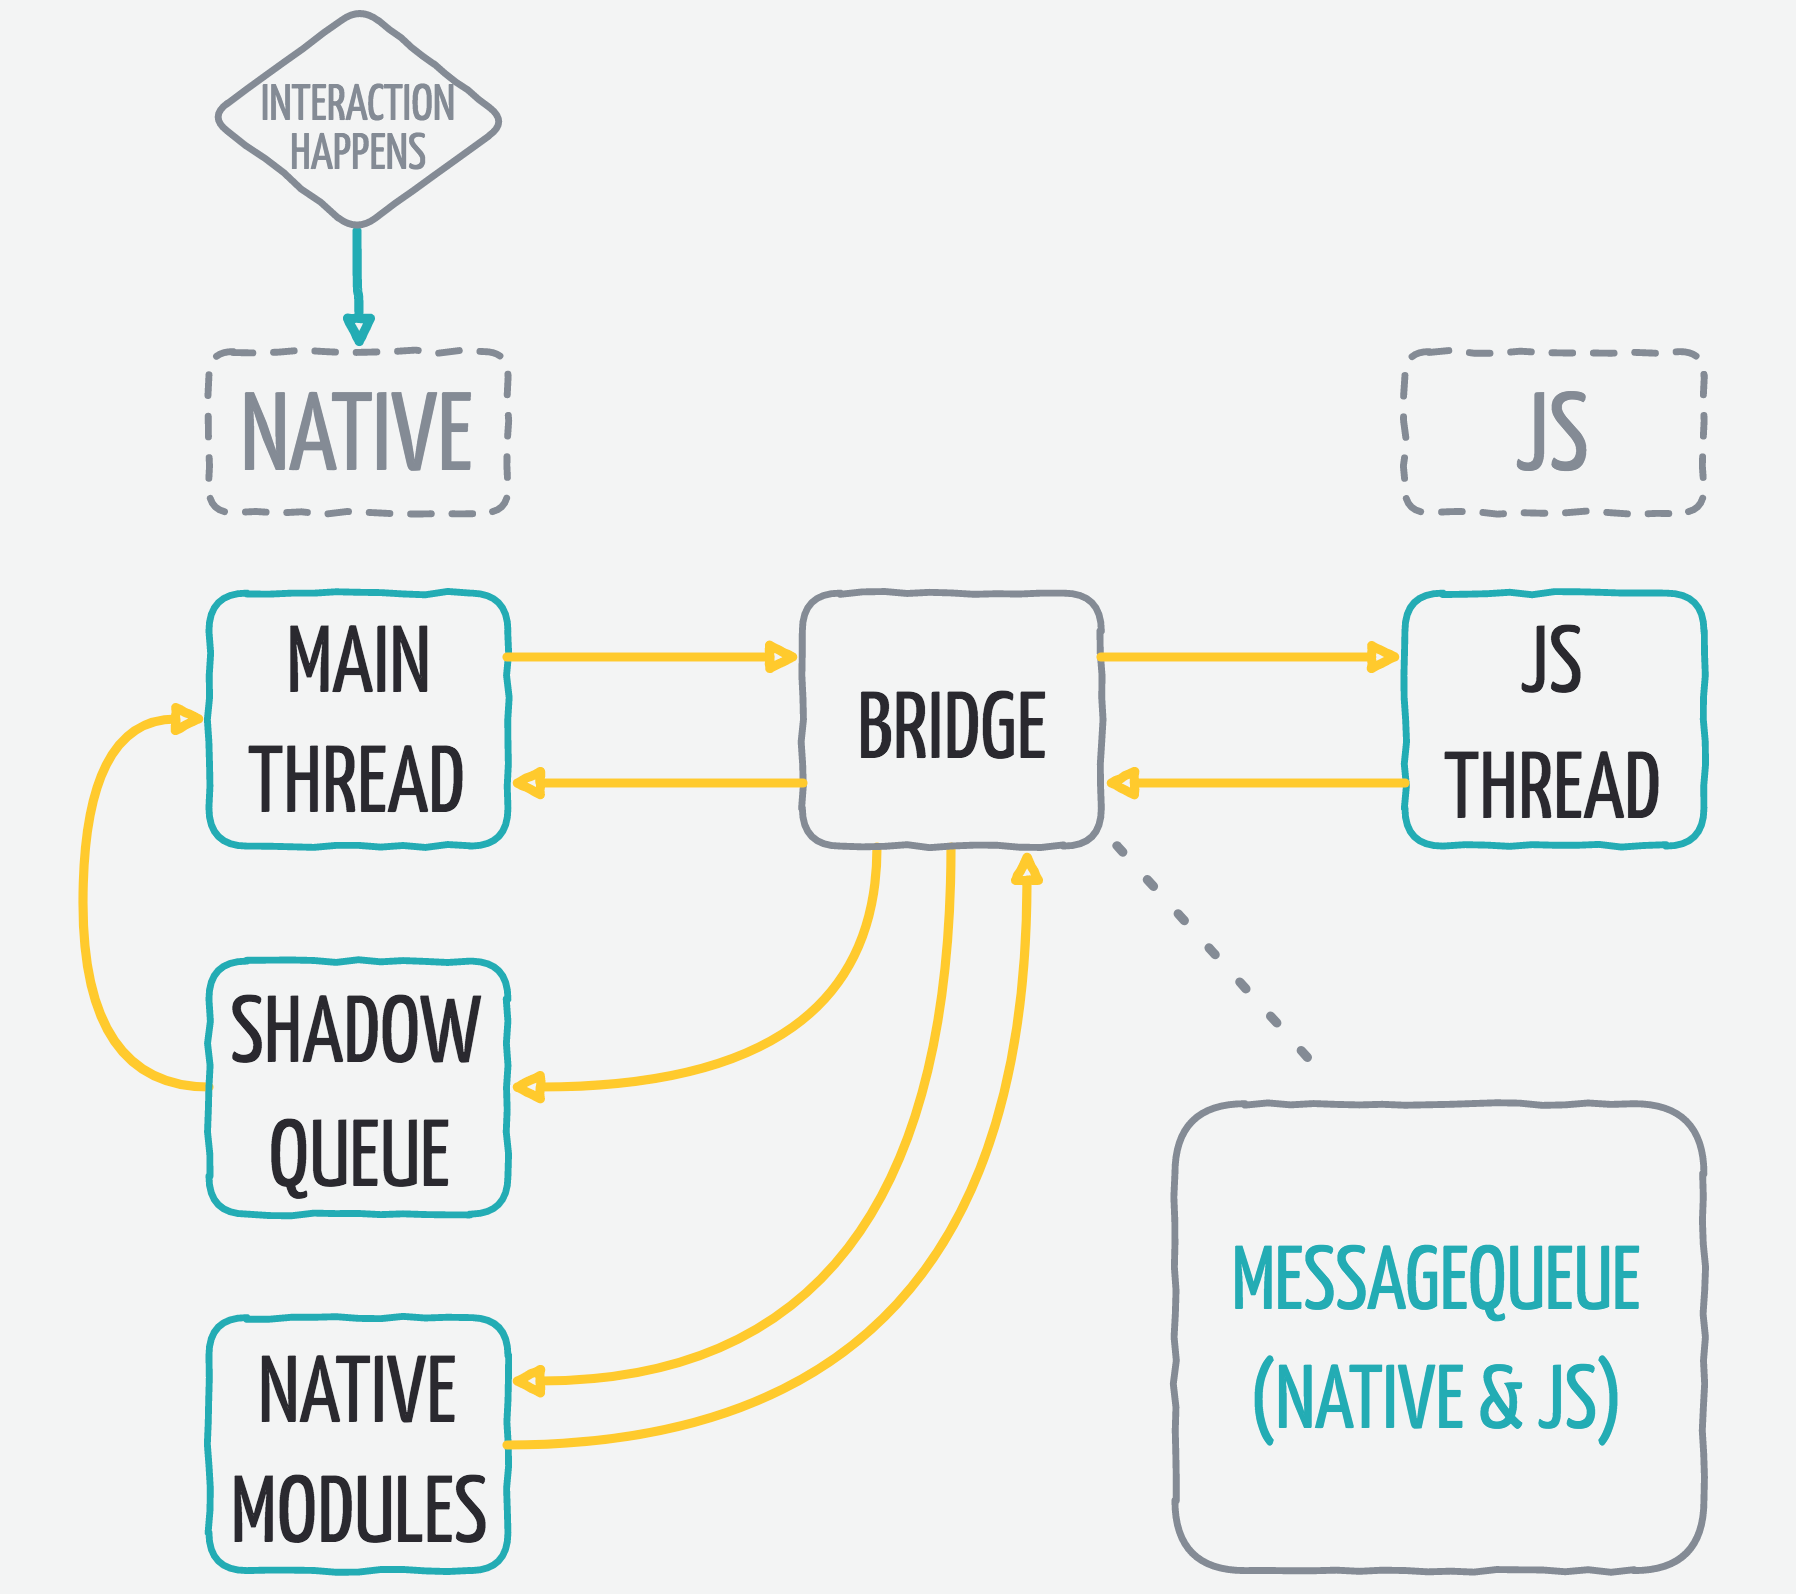 INTERACTION
HAPPENS
NATIVE
JS
MAIN
THREAD
BRIDGE
JS
THREAD
SHADOW
QUEUE
NATIVE
MODULES
MESSAGEQUEUE
(NATIVE & JS)